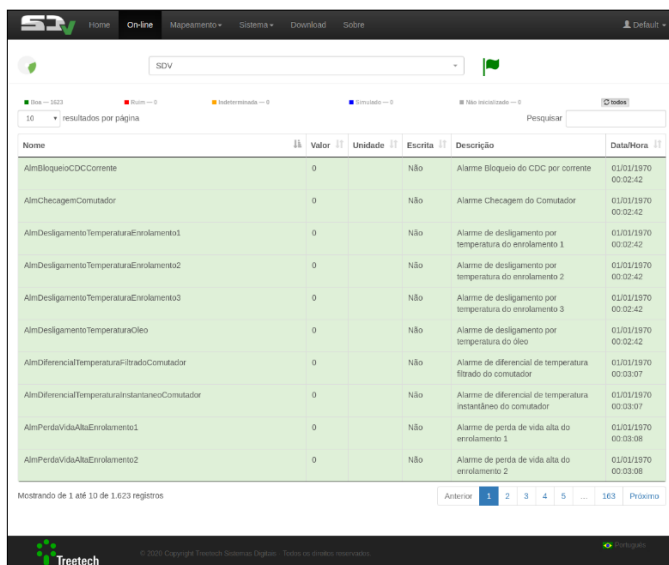 SDV Home On-line Mapeamento Sistema Download Sobre Default
SDV
Boa — 1623 Ruim — 0 Indeterminada — 0 Simulado — 0 Não inicializada — 0 todos
10 resultados por página Pesquisar
Nome Valor Unidade Escrita Descrição Data/Hora
AlmBloqueioCDCCorrente 0 Não Alarme Bloqueio do CDC por corrente 01/01/1970
00:02:42
AlmChecagemComutador 0 Não Alarme Checagem do Comutador 01/01/1970
00:02:42
AlmDesligamentoTemperaturaEnrolamento1 0 Não Alarme de desligamento por 01/01/1970
temperatura do enrolamento 1 00:02:42
AlmDesligamentoTemperaturaEnrolamento2 0 Não Alarme de desligamento por 01/01/1970
temperatura do enrolamento 2 00:02:42
AlmDesligamentoTemperaturaEnrolamento3 0 Não Alarme de desligamento por 01/01/1970
temperatura do enrolamento 3 00:02:42
AlmDesligamentoTemperaturaOleo 0 Não Alarme de desligamento por 01/01/1970
temperatura do óleo 00:02:42
AlmDiferencialTemperaturaFiltradoComutador 0 Não Alarme de diferencial de temperatura 01/01/1970
filtrado do comutador 00:03:07
AlmDiferencialTemperaturaInstantaneoComutador 0 Não Alarme de diferencial de temperatura 01/01/1970
instantâneo do comutador 00:03:07
AlmPerdaVidaAltaEnrolamento1 0 Não Alarme de perda de vida alta do 01/01/1970
enrolamento 1 00:03:08
AlmPerdaVidaAltaEnrolamento2 0 Não Alarme de perda de vida alta do 01/01/1970
enrolamento 2 00:03:08
Mostrando de 1 até 10 de 1.623 registros Anterior 1 2 3 4 5 ... 163 Próximo
Treetech © 2025 Copyright Treetech Sistemas Digitais Todos os direitos reservados. Português